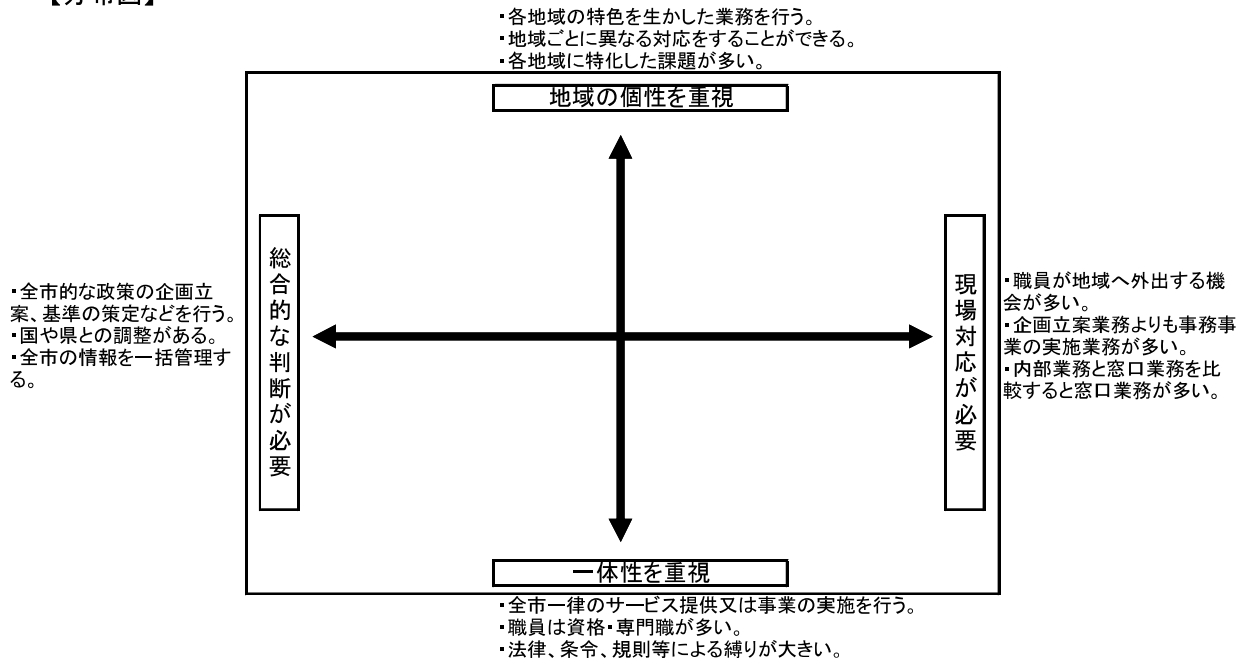 【分布図】
・各地域の特色を生かした業務を行う。
・地域ごとに異なる対応をすることができる。
・各地域に特化した課題が多い。
地域の個性を重視
総合的な判断が必要
・全市的な政策の企画立
案、基準の策定などを行う。
・国や県との調整がある。
・全市の情報を一括管理す
る。
現場対応が必要
・職員が地域へ外出する機
会が多い。
・企画立案業務よりも事務事
業の実施業務が多い。
・内部業務と窓口業務を比
較すると窓口業務が多い。
一体性を重視
・全市一律のサービス提供又は事業の実施を行う。
・職員は資格・専門職が多い。
・法律、条令、規則等による縛りが大きい。